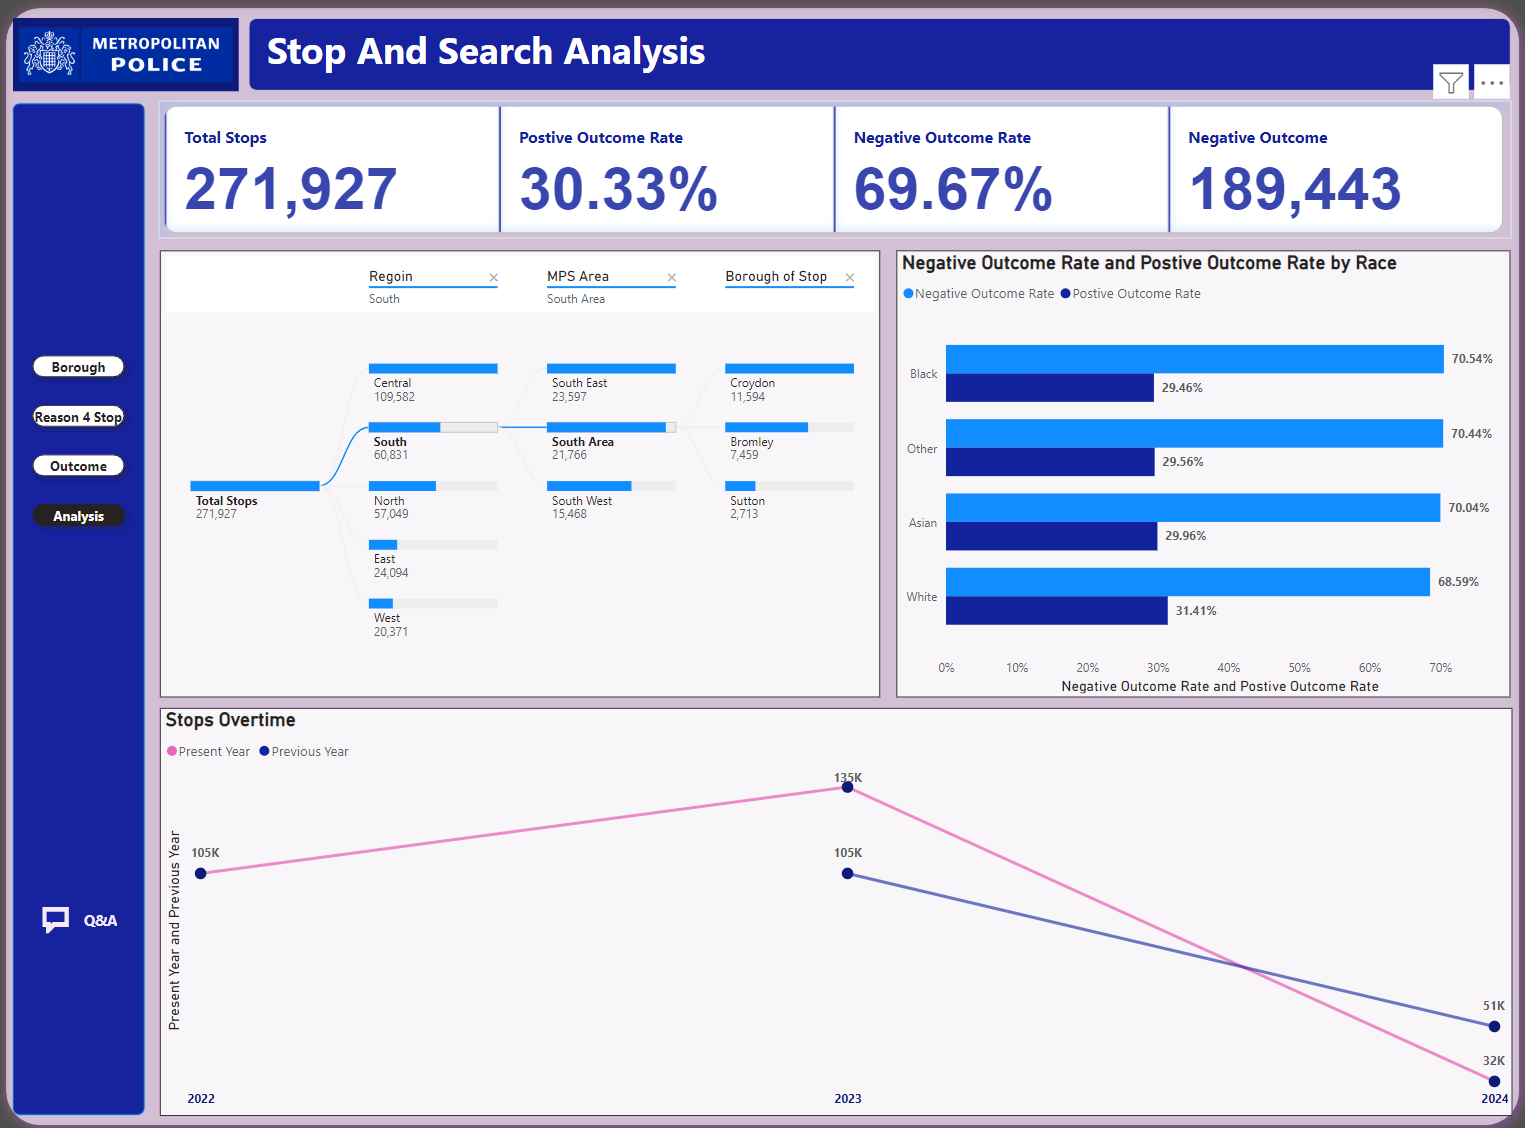 METROPOLITAN
POLICE
Stop And Search Analysis
Total Stops
271,927
Postive Outcome Rate
30.33%
Negative Outcome Rate
69.67%
Negative Outcome
189,443
Borough
Reason 4 Stop
Outcome
Analysis
Q&A
Regoin
South
MPS Area
South Area
Borough of Stop
Total Stops
271,927
Central
109,582
South
60,831
North
57,049
East
24,094
West
20,371
South East
23,597
South Area
21,766
South West
15,468
Croydon
11,594
Bromley
7,459
Sutton
2,713
Negative Outcome Rate and Postive Outcome Rate by Race
Negative Outcome Rate Postive Outcome Rate
Black
70.54%
29.46%
Other
70.44%
29.56%
Asian
70.04%
29.96%
White
68.59%
31.41%
0% 10% 20% 30% 40% 50% 60% 70%
Negative Outcome Rate and Postive Outcome Rate
Stops Overtime
Present Year Previous Year
Present Year and Previous Year
105K
135K
105K
51K
32K
2022 2023 2024